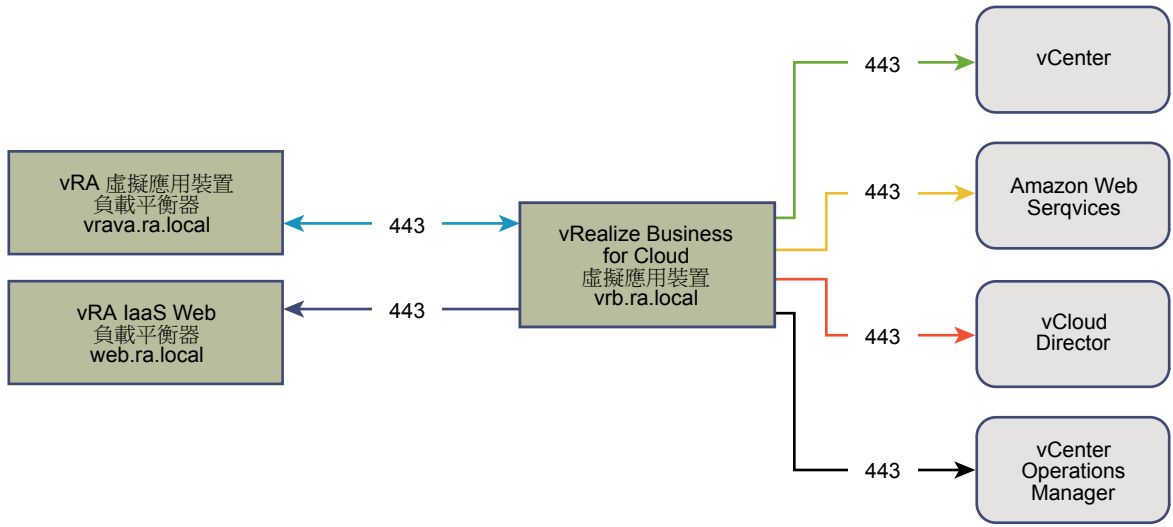 vRA 虛擬應用裝置
負載平衡器
vrava.ra.local
443
vRA IaaS Web
負載平衡器
web.ra.local
443
vRealize Business
for Cloud
虛擬應用裝置
vrb.ra.local
443
vCenter
443
Amazon Web
Serqvices
443
vCloud
Director
443
vCenter
Operations
Manager